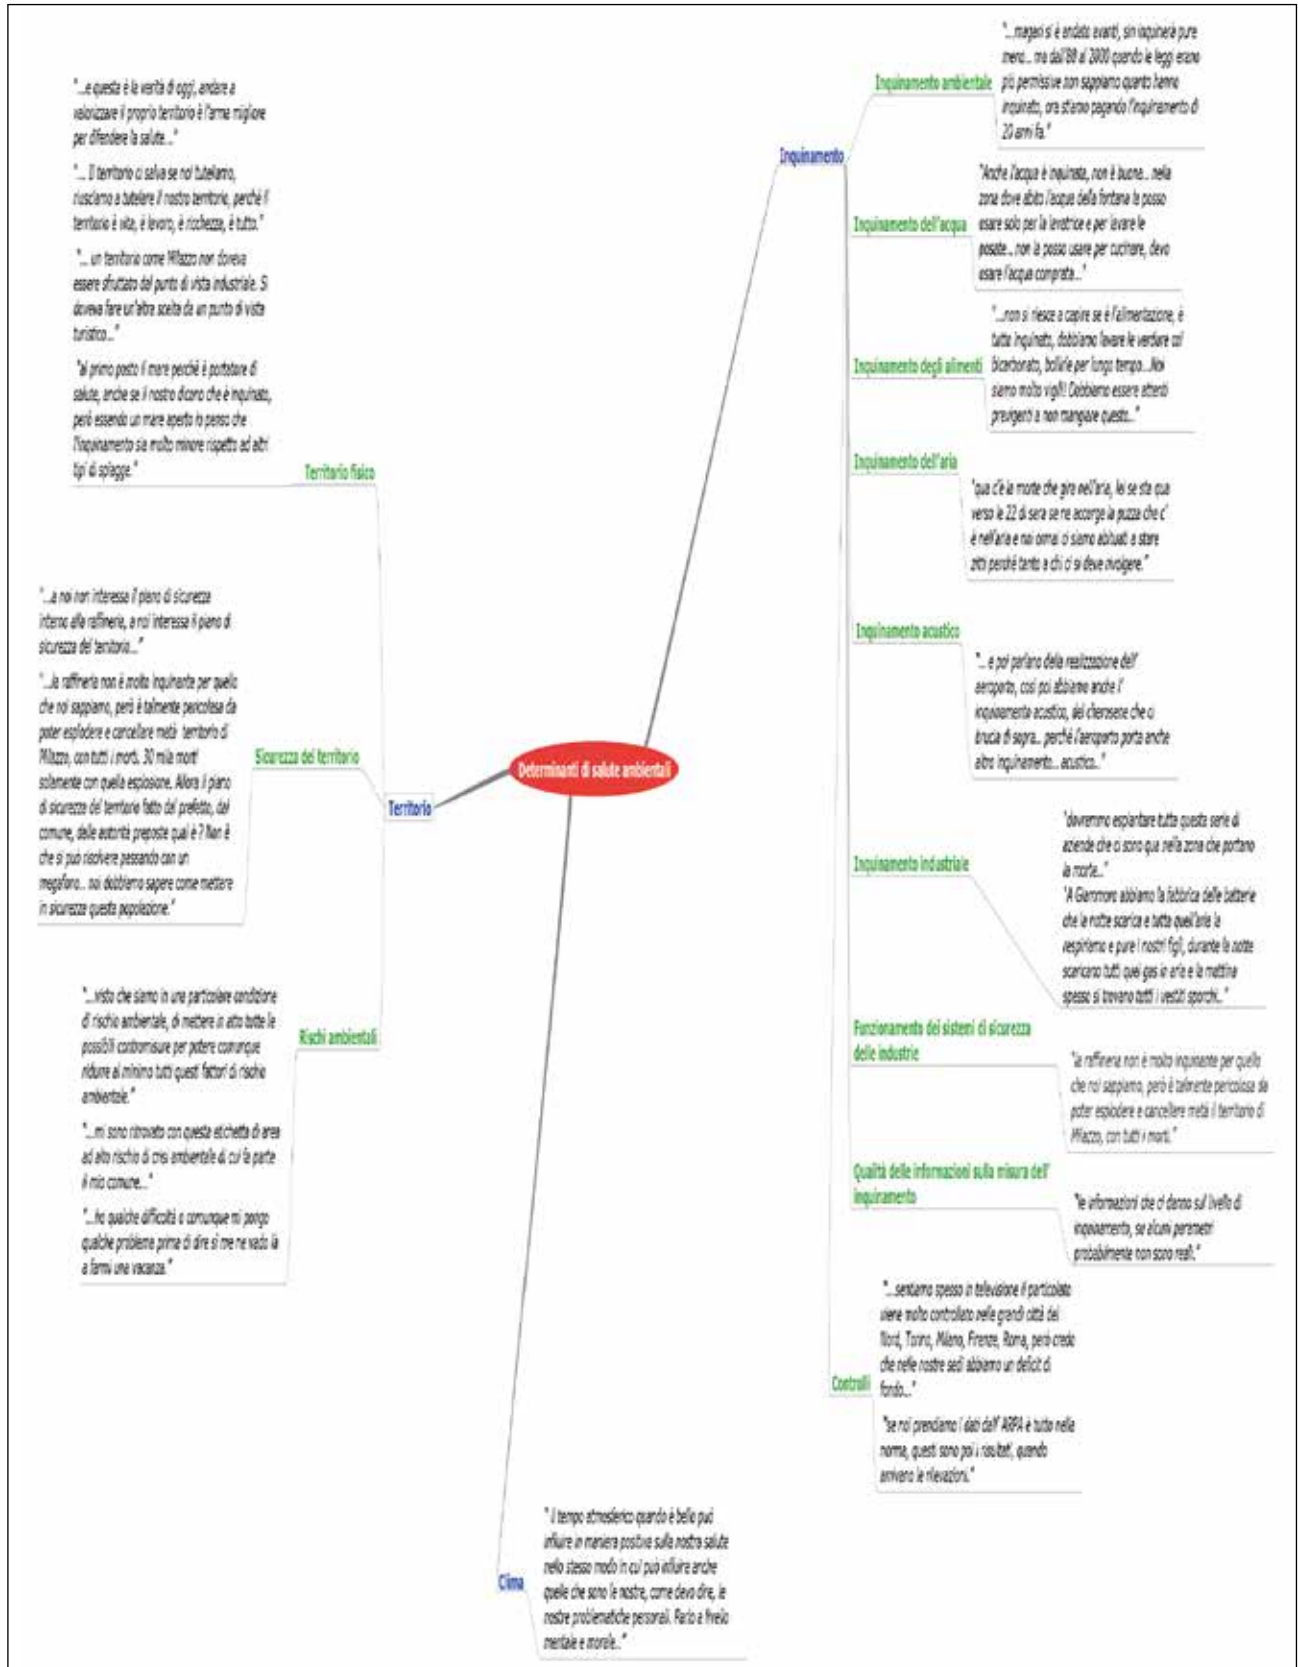 Determinanti di salute ambientali
Inquinamento
Inquinamento ambientale
"...magari si è andato avanti, sin inquinerà pure
meno... ma dall'80 al 2000 quando le leggi erano
più permissive non sappiamo quanto hanno
inquinato, ora stiamo pagando l'inquinamento di
20 anni fa."
Inquinamento dell'acqua
"Anche l'acqua è inquinata, non è buona... nella
zona dove abito l'acqua della fontana la posso
usare solo per la lavatrice e per lavare le
posate... non la posso usare per cucinare, devo
usare l'acqua comprata..."
Inquinamento degli alimenti
"...non si riesce a capire se è l'alimentazione, è
tutto inquinato, dobbiamo lavare le verdure col
bicarbonato, bollirle per lungo tempo...Noi
siamo molto vigili! Dobbiamo essere attenti
previgenti a non mangiare questo..."
Inquinamento dell'aria
"qua c'è la morte che gira nell'aria, lei se sta qua
verso le 22 di sera se ne accorge la puzza che c'
è nell'aria e noi ormai ci siamo abituati a stare
zitti perché tanto a chi ci si deve rivolgere."
Inquinamento acustico
"... e poi parlano della realizzazione dell'
aeroporto, così poi abbiamo anche l'
inquinamento acustico, del cherosene che ci
brucia di sopra... perché l'aeroporto porta anche
altro inquinamento... acustico..."
Inquinamento industriale
"dovremmo espiantare tutta questa serie di
aziende che ci sono qua nella zona che portano
la morte..."
"A Giammoro abbiamo la fabbrica delle batterie
che la notte scarica e tutta quell'aria la
respiriamo e pure i nostri figli, durante la notte
scaricano tutti quei gas in aria e la mattina
spesso si trovano tutti i vestiti sporchi..."
Funzionamento dei sistemi di sicurezza
delle industrie
"la raffineria non è molto inquinante per quello
che noi sappiamo, però è talmente pericolosa da
poter esplodere e cancellare metà il territorio di
Milazzo, con tutti i morti."
Qualità delle informazioni sulla misura dell'
inquinamento
"le informazioni che ci danno sul livello di
inquinamento, se alcuni parametri
probabilmente non sono reali."
Controlli
"...sentiamo spesso in televisione il particolato
viene molto controllato nelle grandi città del
Nord, Torino, Milano, Firenze, Roma, però credo
che nelle nostre sedi abbiamo un deficit di
fondo..."
"se noi prendiamo i dati dell' ARPA è tutto nella
norma, questi sono poi i risultati, quando
arrivano le rilevazioni."
Territorio
Territorio fisico
"...e questa è la verità di oggi, andare a
valorizzare il proprio territorio è l'arma migliore
per difendere la salute..."
"... Il territorio ci salva se noi tuteliamo,
riusciamo a tutelare il nostro territorio, perché il
territorio è vita, è lavoro, è ricchezza, è tutto."
"... un territorio come Milazzo non doveva
essere sfruttato dal punto di vista industriale. Si
doveva fare un'altra scelta da un punto di vista
turistico..."
"al primo posto il mare perché è portatore di
salute, anche se il nostro dicono che è inquinato,
però essendo un mare aperto io penso che
l'inquinamento sia molto minore rispetto ad altri
tipi di spiagge."
Sicurezza del territorio
"...a noi non interessa il piano di sicurezza
interno alla raffineria, a noi interessa il piano di
sicurezza del territorio..."
"...la raffineria non è molto inquinante per quello
che noi sappiamo, però è talmente pericolosa da
poter esplodere e cancellare metà territorio di
Milazzo, con tutti i morti. 30 mila morti
solamente con quella esplosione. Allora il piano
di sicurezza del territorio fatto dal prefetto, dal
comune, dalle autorità preposte qual è ? Non è
che si può risolvere passando con un
megafono... noi dobbiamo sapere come mettere
in sicurezza questa popolazione."
Rischi ambientali
"...visto che siamo in una particolare condizione
di rischio ambientale, di mettere in atto tutte le
possibili contromisure per potere comunque
ridurre al minimo tutti questi fattori di rischio
ambientale."
"...mi sono ritrovato con questa etichetta di area
ad alto rischio di crisi ambientale di cui fa parte
il mio comune..."
"...ho qualche difficoltà o comunque mi pongo
qualche problema prima di dire sì me ne vado là
a farmi una vacanza."
Clima
" il tempo atmosferico quando è bello può
influire in maniera positiva sulla nostra salute
nello stesso modo in cui può influire anche
quelle che sono le nostre, come devo dire, le
nostre problematiche personali. Parlo a livello
mentale e morale..."